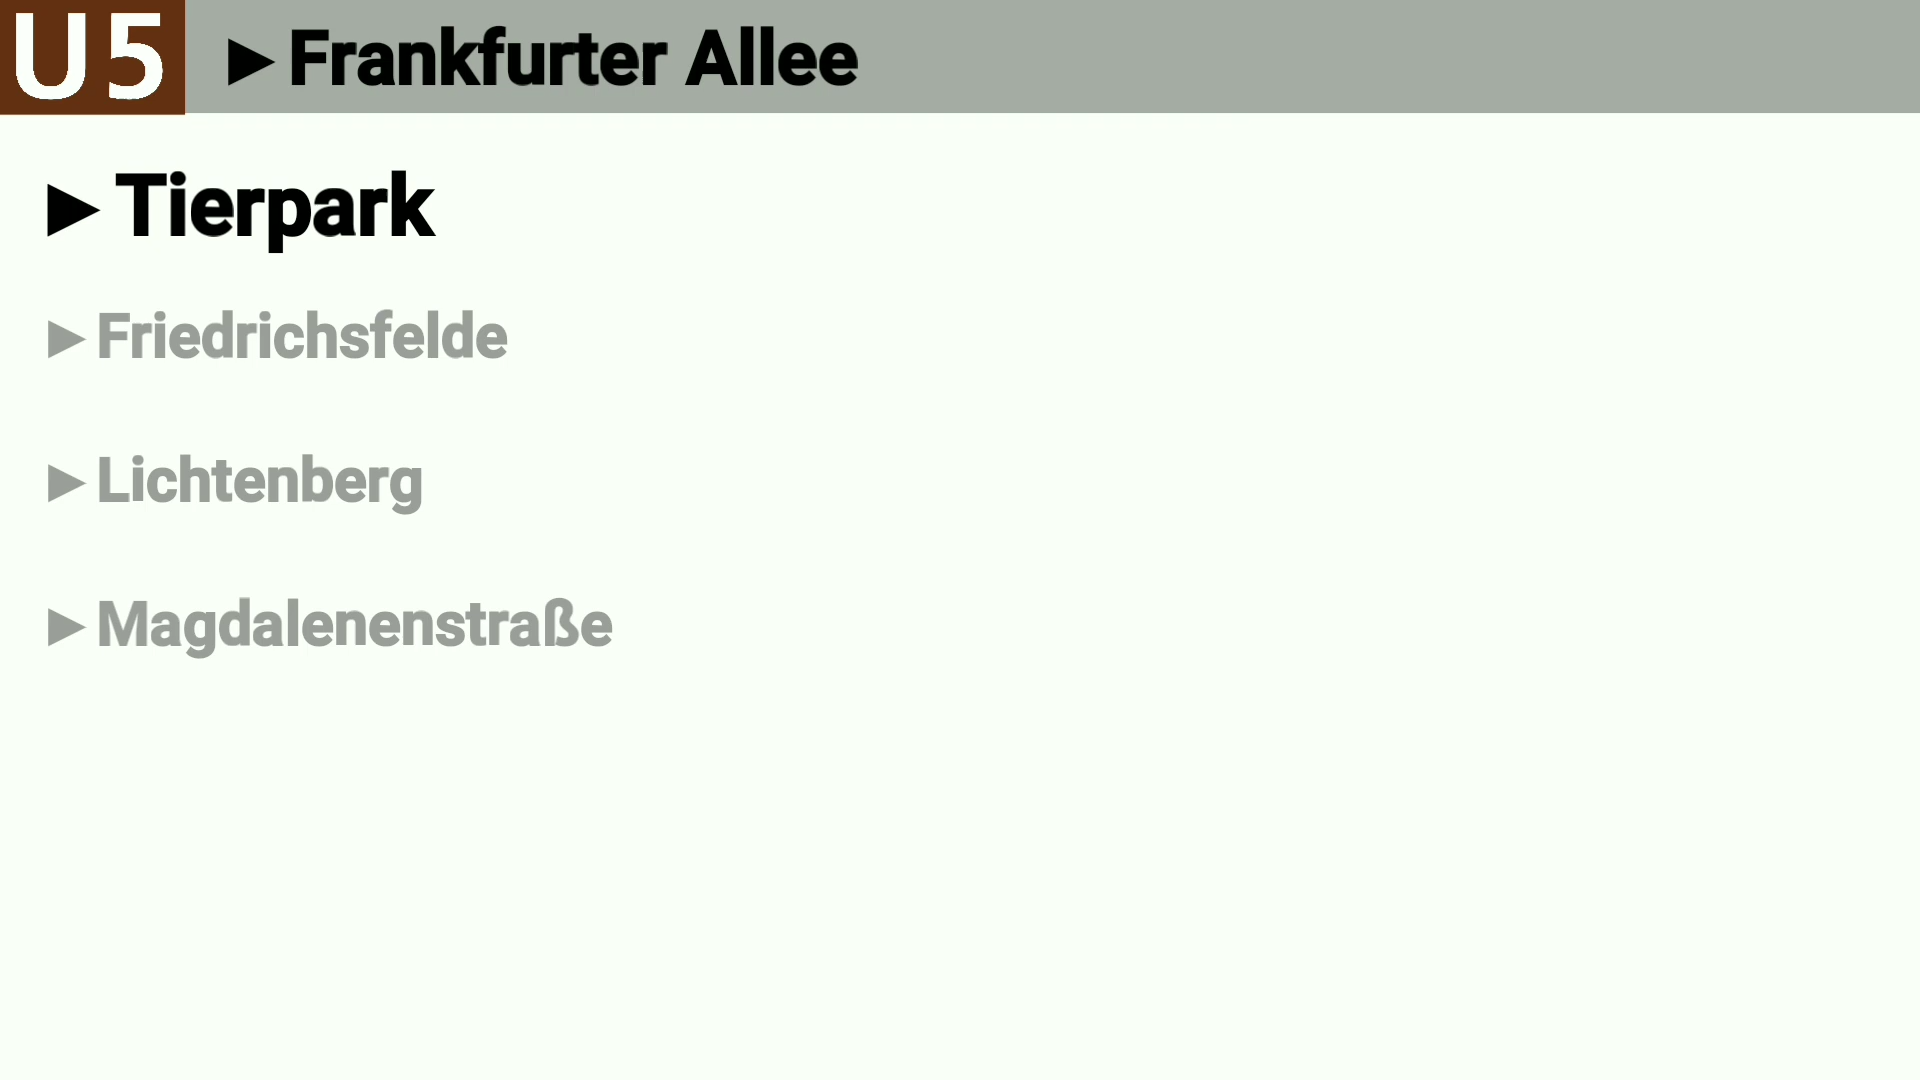 U5 ►Frankfurter Allee
►Tierpark
►Friedrichsfelde
►Lichtenberg
►Magdalenenstraße